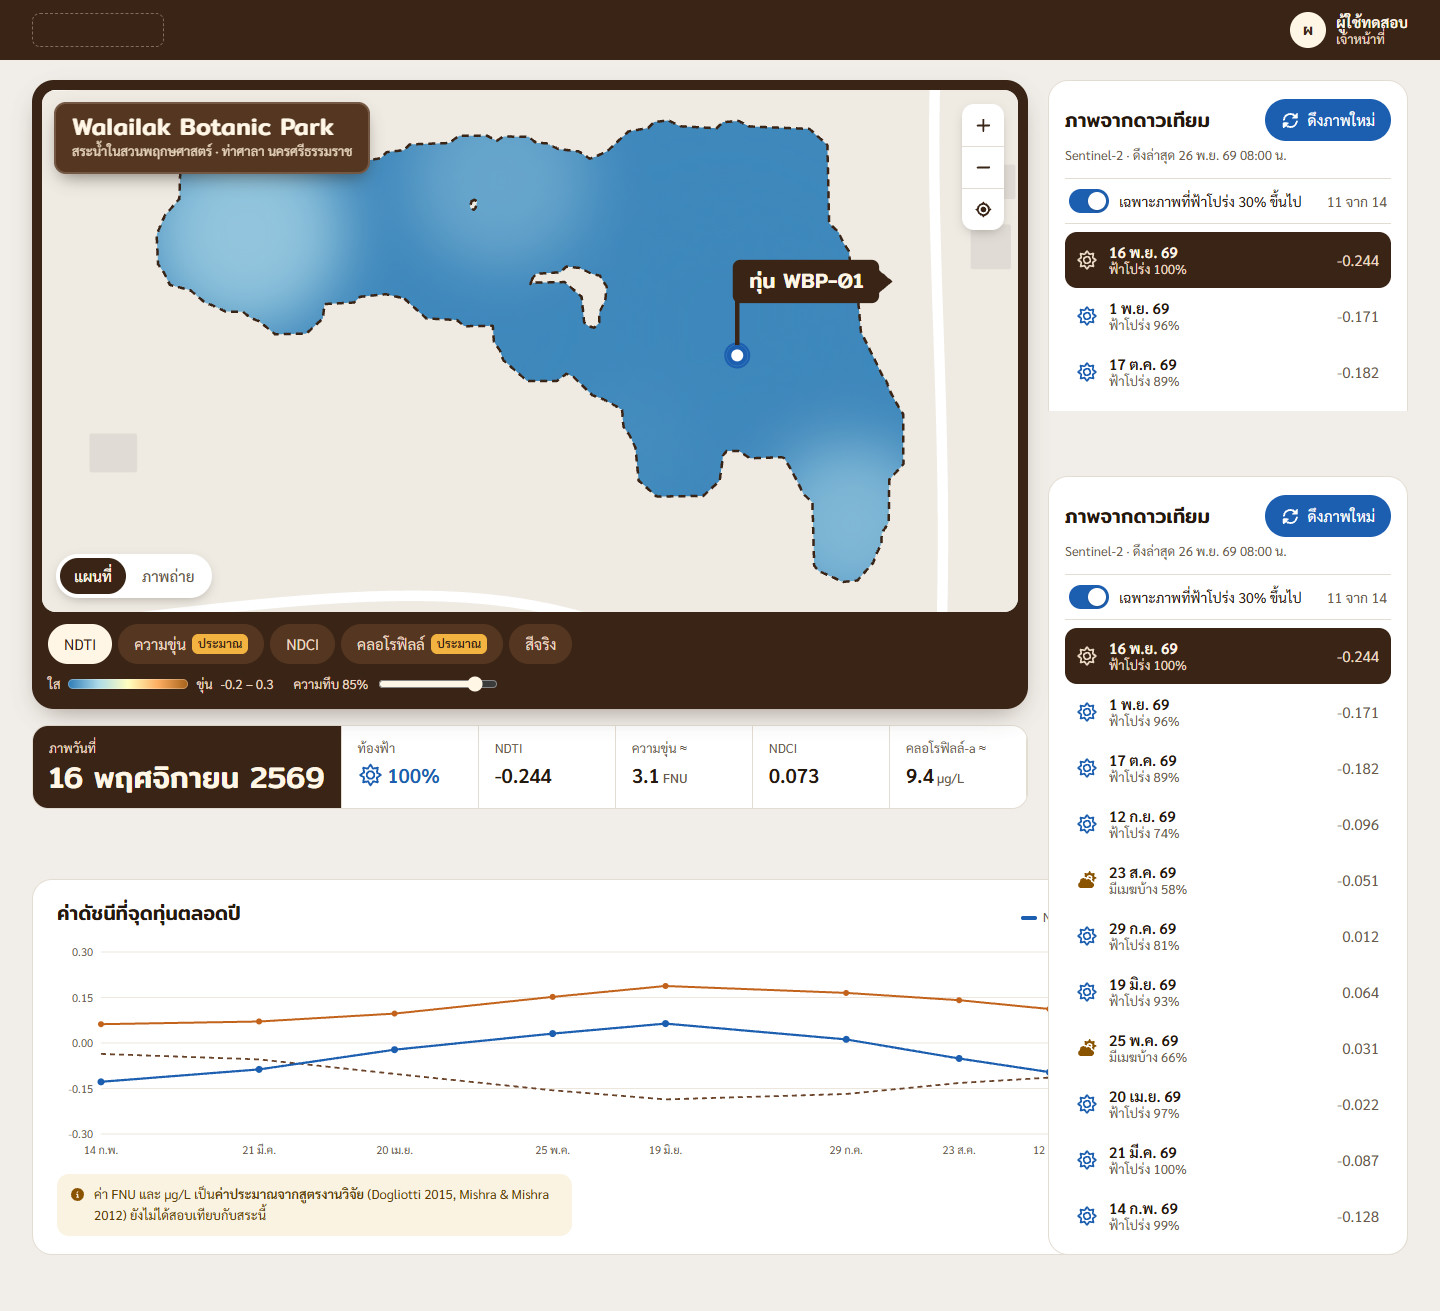 ผ
ผู้ใช้ทดสอบ
เจ้าหน้าที่
Walailak Botanic Park
สระน้ำในสวนพฤกษศาสตร์ · ท่าศาลา นครศรีธรรมราช
ทุ่น WBP-01
แผนที่
ภาพถ่าย
NDTI
ความขุ่น ประมาณ
NDCI
คลอโรฟิลล์ ประมาณ
สีจริง
ใส
ขุ่น -0.2 – 0.3
ความทึบ 85%
ภาพวันที่
16 พฤศจิกายน 2569
ท้องฟ้า
100%
NDTI
-0.244
ความขุ่น ≈
3.1 FNU
NDCI
0.073
คลอโรฟิลล์-a ≈
9.4 µg/L
ภาพจากดาวเทียม
ดึงภาพใหม่
Sentinel-2 · ดึงล่าสุด 26 พ.ย. 69 08:00 น.
เฉพาะภาพที่ฟ้าโปร่ง 30% ขึ้นไป
11 จาก 14
16 พ.ย. 69
ฟ้าโปร่ง 100%
-0.244
1 พ.ย. 69
ฟ้าโปร่ง 96%
-0.171
17 ต.ค. 69
ฟ้าโปร่ง 89%
-0.182
ภาพจากดาวเทียม
ดึงภาพใหม่
Sentinel-2 · ดึงล่าสุด 26 พ.ย. 69 08:00 น.
เฉพาะภาพที่ฟ้าโปร่ง 30% ขึ้นไป
11 จาก 14
16 พ.ย. 69
ฟ้าโปร่ง 100%
-0.244
1 พ.ย. 69
ฟ้าโปร่ง 96%
-0.171
17 ต.ค. 69
ฟ้าโปร่ง 89%
-0.182
12 ก.ย. 69
ฟ้าโปร่ง 74%
-0.096
23 ส.ค. 69
มีเมฆบ้าง 58%
-0.051
29 ก.ค. 69
ฟ้าโปร่ง 81%
0.012
19 มิ.ย. 69
ฟ้าโปร่ง 93%
0.064
25 พ.ค. 69
มีเมฆบ้าง 66%
0.031
20 เม.ย. 69
ฟ้าโปร่ง 97%
-0.022
21 มี.ค. 69
ฟ้าโปร่ง 100%
-0.087
14 ก.พ. 69
ฟ้าโปร่ง 99%
-0.128
ค่าดัชนีที่จุดทุ่นตลอดปี
0.30
0.15
0.00
-0.15
-0.30
14 ก.พ.
21 มี.ค.
20 เม.ย.
25 พ.ค.
19 มิ.ย.
29 ก.ค.
23 ส.ค.
12
ค่า FNU และ µg/L เป็นค่าประมาณจากสูตรงานวิจัย (Dogliotti 2015, Mishra & Mishra
2012) ยังไม่ได้สอบเทียบกับสระนี้